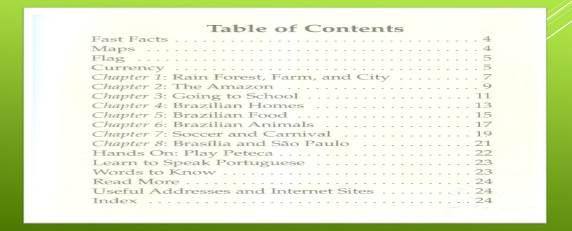 Table of Contents
Fast Facts . . . . . . . . . . . . . . . . . . . . . . . . . . . . . . . 4
Maps . . . . . . . . . . . . . . . . . . . . . . . . . . . . . . . . . . . 4
Flag . . . . . . . . . . . . . . . . . . . . . . . . . . . . . . . . . . . . 5
Currency . . . . . . . . . . . . . . . . . . . . . . . . . . . . . . . . 5
Chapter 1: Rain Forest, Farm, and City . . . . . . . . . 7
Chapter 2: The Amazon . . . . . . . . . . . . . . . . . . . . 9
Chapter 3: Going to School . . . . . . . . . . . . . . . . . 11
Chapter 4: Brazilian Homes . . . . . . . . . . . . . . . . 13
Chapter 5: Brazilian Food . . . . . . . . . . . . . . . . . . 15
Chapter 6: Brazilian Animals . . . . . . . . . . . . . . . 17
Chapter 7: Soccer and Carnival . . . . . . . . . . . . . 19
Chapter 8: Brasília and São Paulo . . . . . . . . . . . 21
Hands On: Play Peteca . . . . . . . . . . . . . . . . . . . . 22
Learn to Speak Portuguese . . . . . . . . . . . . . . . . . 23
Words to Know . . . . . . . . . . . . . . . . . . . . . . . . . . 23
Read More . . . . . . . . . . . . . . . . . . . . . . . . . . . . . 24
Useful Addresses and Internet Sites . . . . . . . . . . 24
Index . . . . . . . . . . . . . . . . . . . . . . . . . . . . . . . . . 24